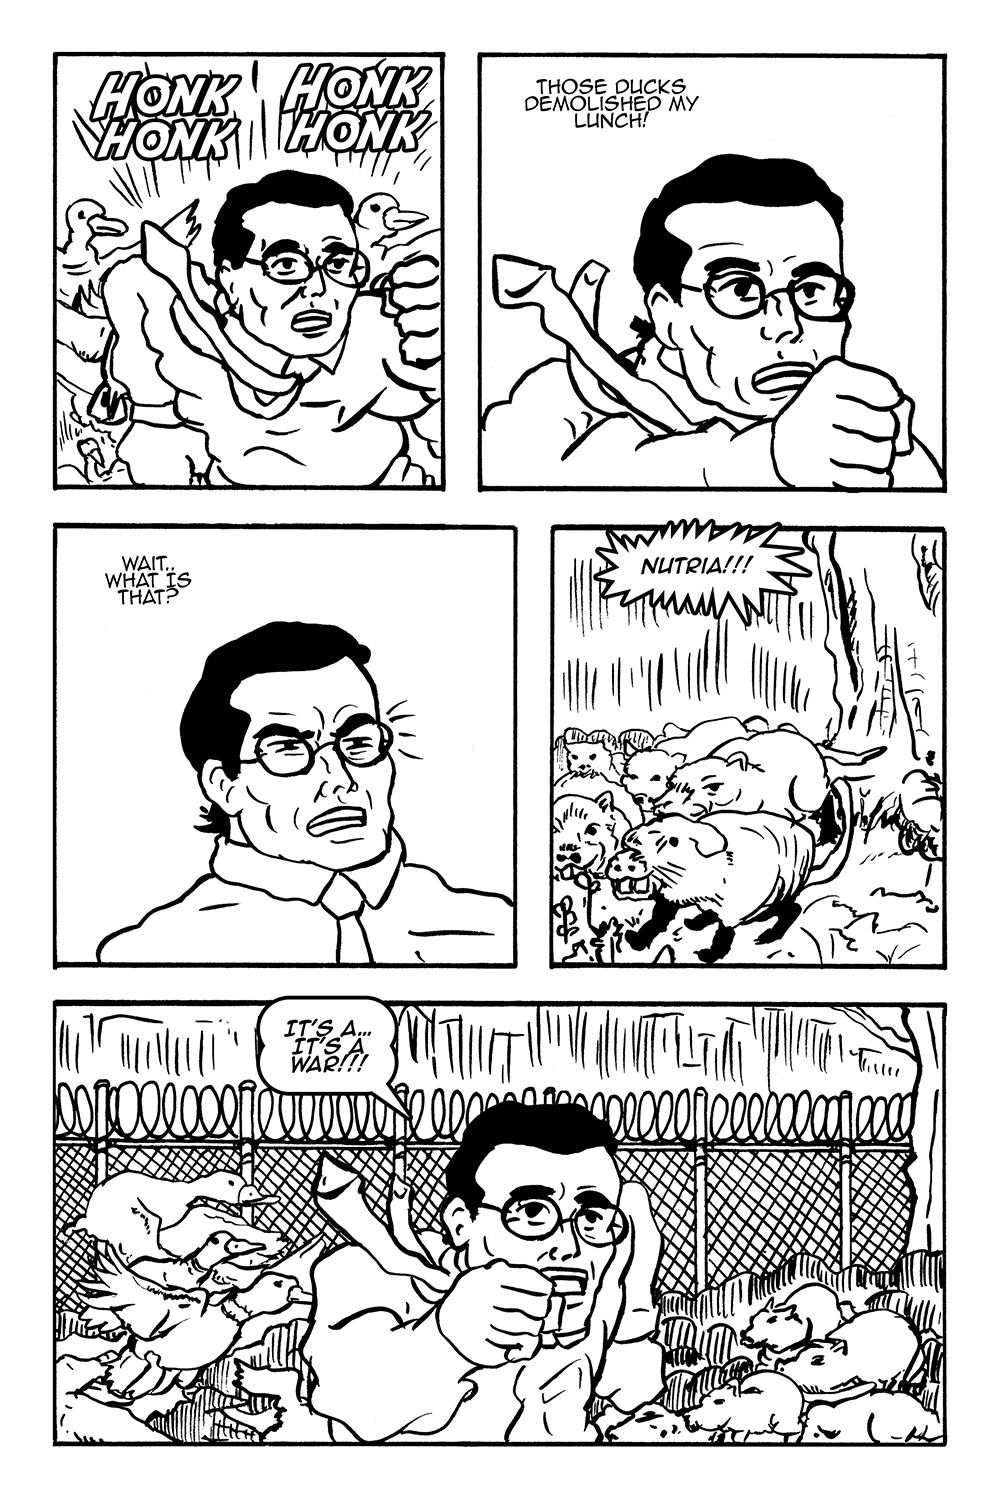 HONK
HONK
HONK
HONK
THOSE DUCKS
DEMOLISHED MY
LUNCH!
WAIT..
WHAT IS
THAT?
NUTRIA!!!
IT'S A...
IT'S A
WAR!!!